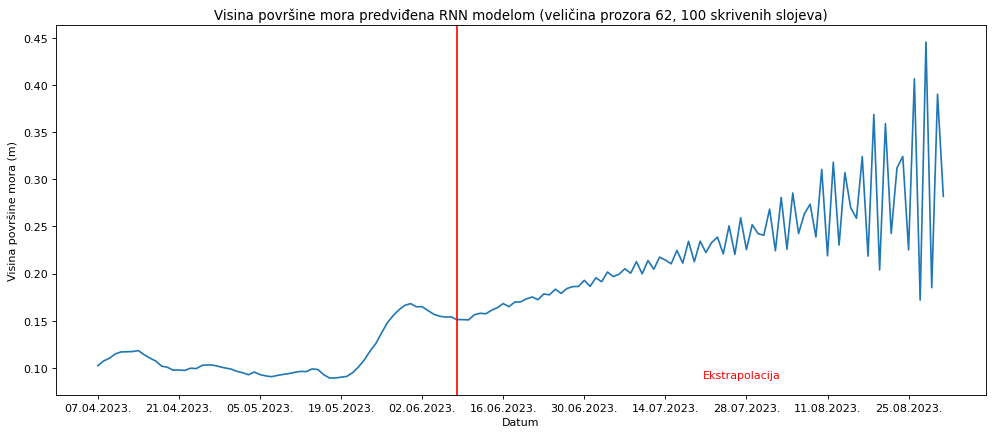 Visina površine mora predviđena RNN modelom (veličina prozora 62, 100 skrivenih slojeva)
Visina površine mora (m)
0.45
0.40
0.35
0.30
0.25
0.20
0.15
0.10
Ekstrapolacija
07.04.2023. 21.04.2023. 05.05.2023. 19.05.2023. 02.06.2023. 16.06.2023. 30.06.2023. 14.07.2023. 28.07.2023. 11.08.2023. 25.08.2023.
Datum